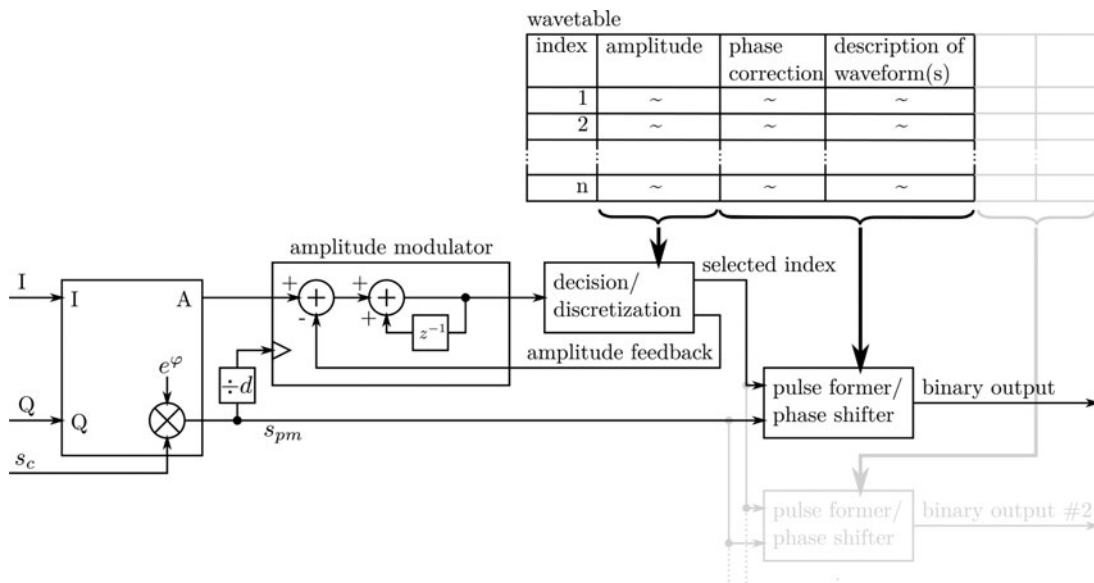 wavetable
index amplitude phase correction description of waveform(s)
1 ~ ~ ~
2 ~ ~ ~
n ~ ~ ~
amplitude modulator
I
I A
+ + - + + +
z⁻¹
decision/
discretization
selected index
amplitude feedback
e^φ
÷d
Q
Q
s_pm
s_c
pulse former/
phase shifter
binary output
pulse former/
phase shifter
binary output #2